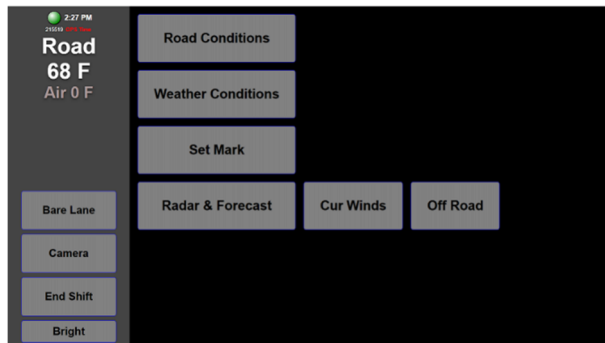 2:27 PM
Road
68 F
Air 0 F
Bare Lane
Camera
End Shift
Bright
Road Conditions
Weather Conditions
Set Mark
Radar & Forecast
Cur Winds
Off Road